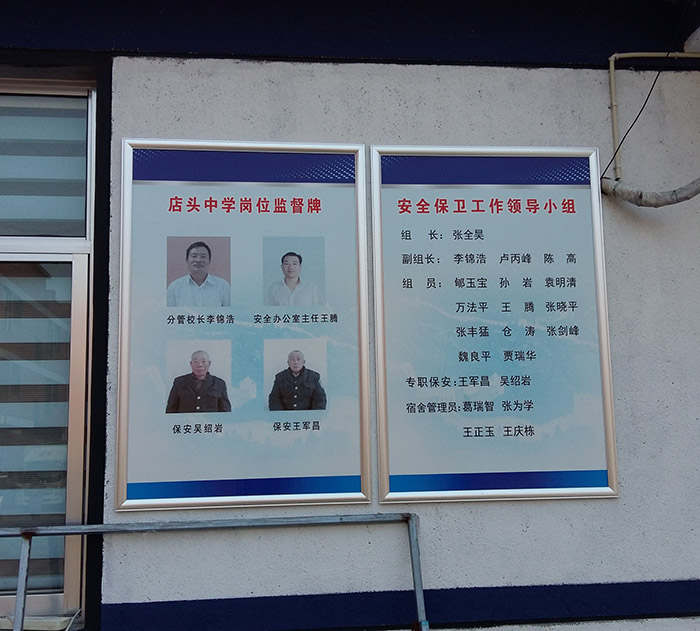 店头中学岗位监督牌
分管校长李锦浩
安全办公室主任王腾
保安吴绍岩
保安王军昌
安全保卫工作领导小组
组 长: 张全昊
副组长: 李锦浩 卢丙峰 陈 高
组 员: 郇玉宝 孙 岩 袁明清
万法平 王 腾 张晓平
张丰猛 仓 涛 张剑峰
魏良平 贾瑞华
专职保安:王军昌 吴绍岩
宿舍管理员:葛瑞智 张为学
王正玉 王庆栋